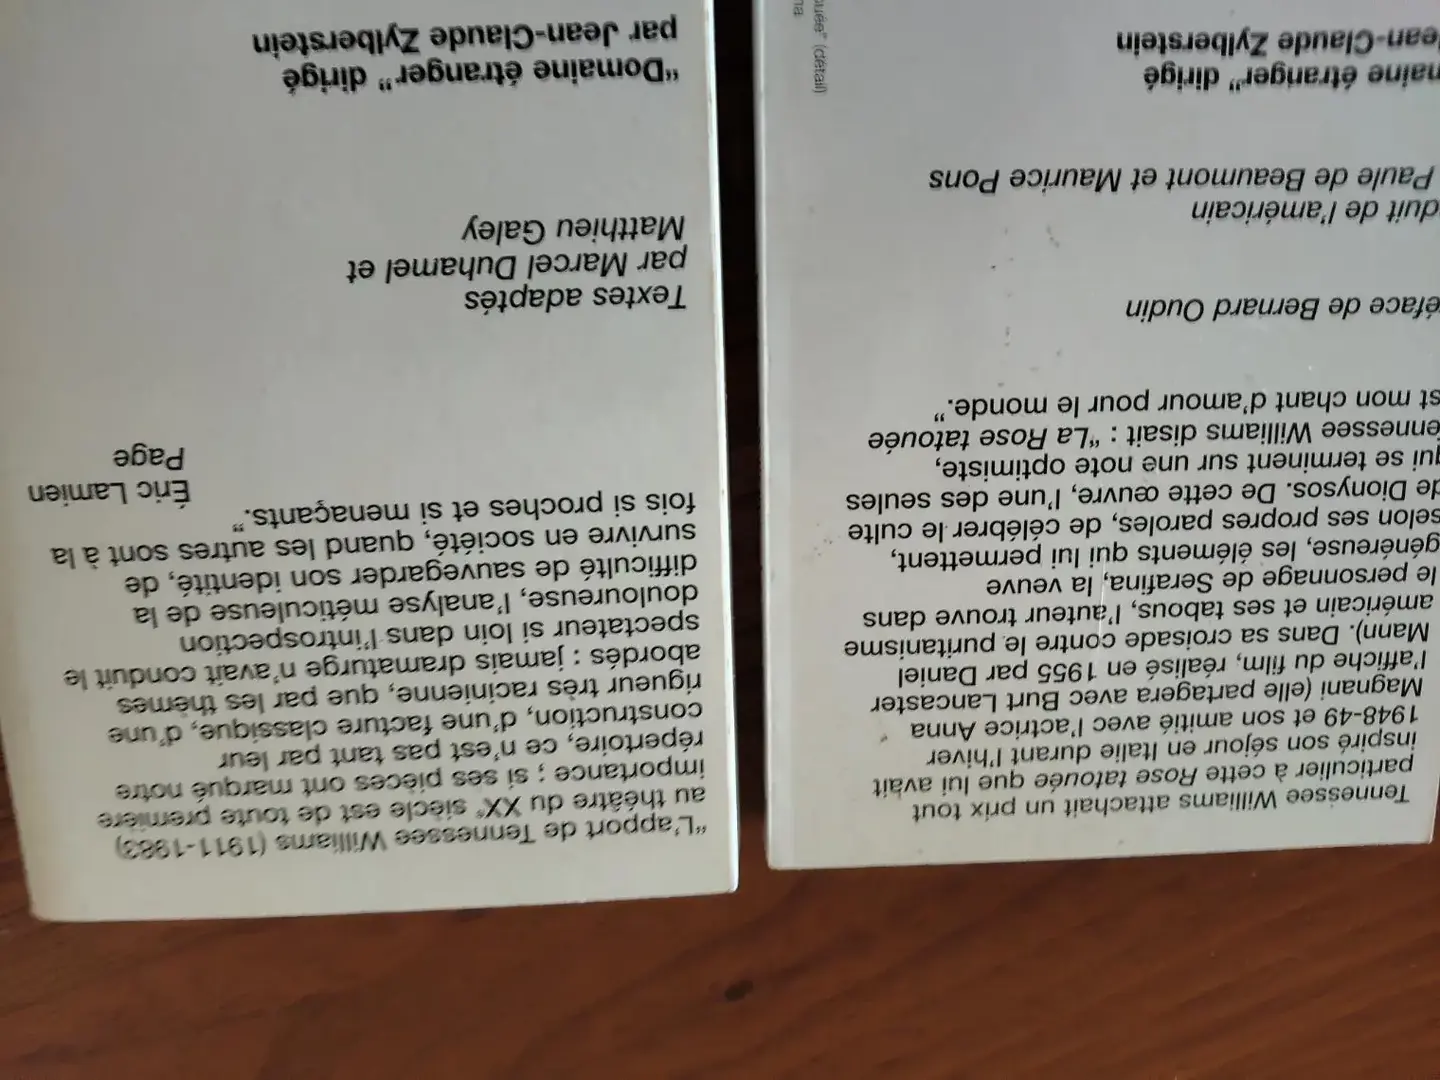 "L'apport de Tennessee Williams (1911-1983)
au théâtre du XXᵉ siècle est de toute première
importance ; si ses pièces ont marqué notre
répertoire, ce n'est pas tant par leur
construction, d'une facture classique, d'une
rigueur très racinienne, que par les thèmes
abordés : jamais dramaturge n'avait conduit le
spectateur si loin dans l'introspection
douloureuse, l'analyse méticuleuse de la
difficulté de sauvegarder son identité, de
survivre en société, quand les autres sont à la
fois si proches et si menaçants."
Éric Lamien
Page
Textes adaptés
par Marcel Duhamel et
Matthieu Galey
"Domaine étranger" dirigé
par Jean-Claude Zylberstein
Tennessee Williams attachait un prix tout
particulier à cette Rose tatouée que lui avait
inspiré son séjour en Italie durant l'hiver
1948-49 et son amitié avec l'actrice Anna
Magnani (elle partagera avec Burt Lancaster
l'affiche du film, réalisé en 1955 par Daniel
Mann). Dans sa croisade contre le puritanisme
américain et ses tabous, l'auteur trouve dans
le personnage de Serafina, la veuve
généreuse, les éléments qui lui permettent,
selon ses propres paroles, de célébrer le culte
de Dionysos. De cette œuvre, l'une des seules
qui se terminent sur une note optimiste,
ennessee Williams disait : "La Rose tatouée
st mon chant d'amour pour le monde."
éface de Bernard Oudin
duit de l'américain
Paule de Beaumont et Maurice Pons
naine étranger" dirigé
Jean-Claude Zylberstein
ouée" (détail)
na